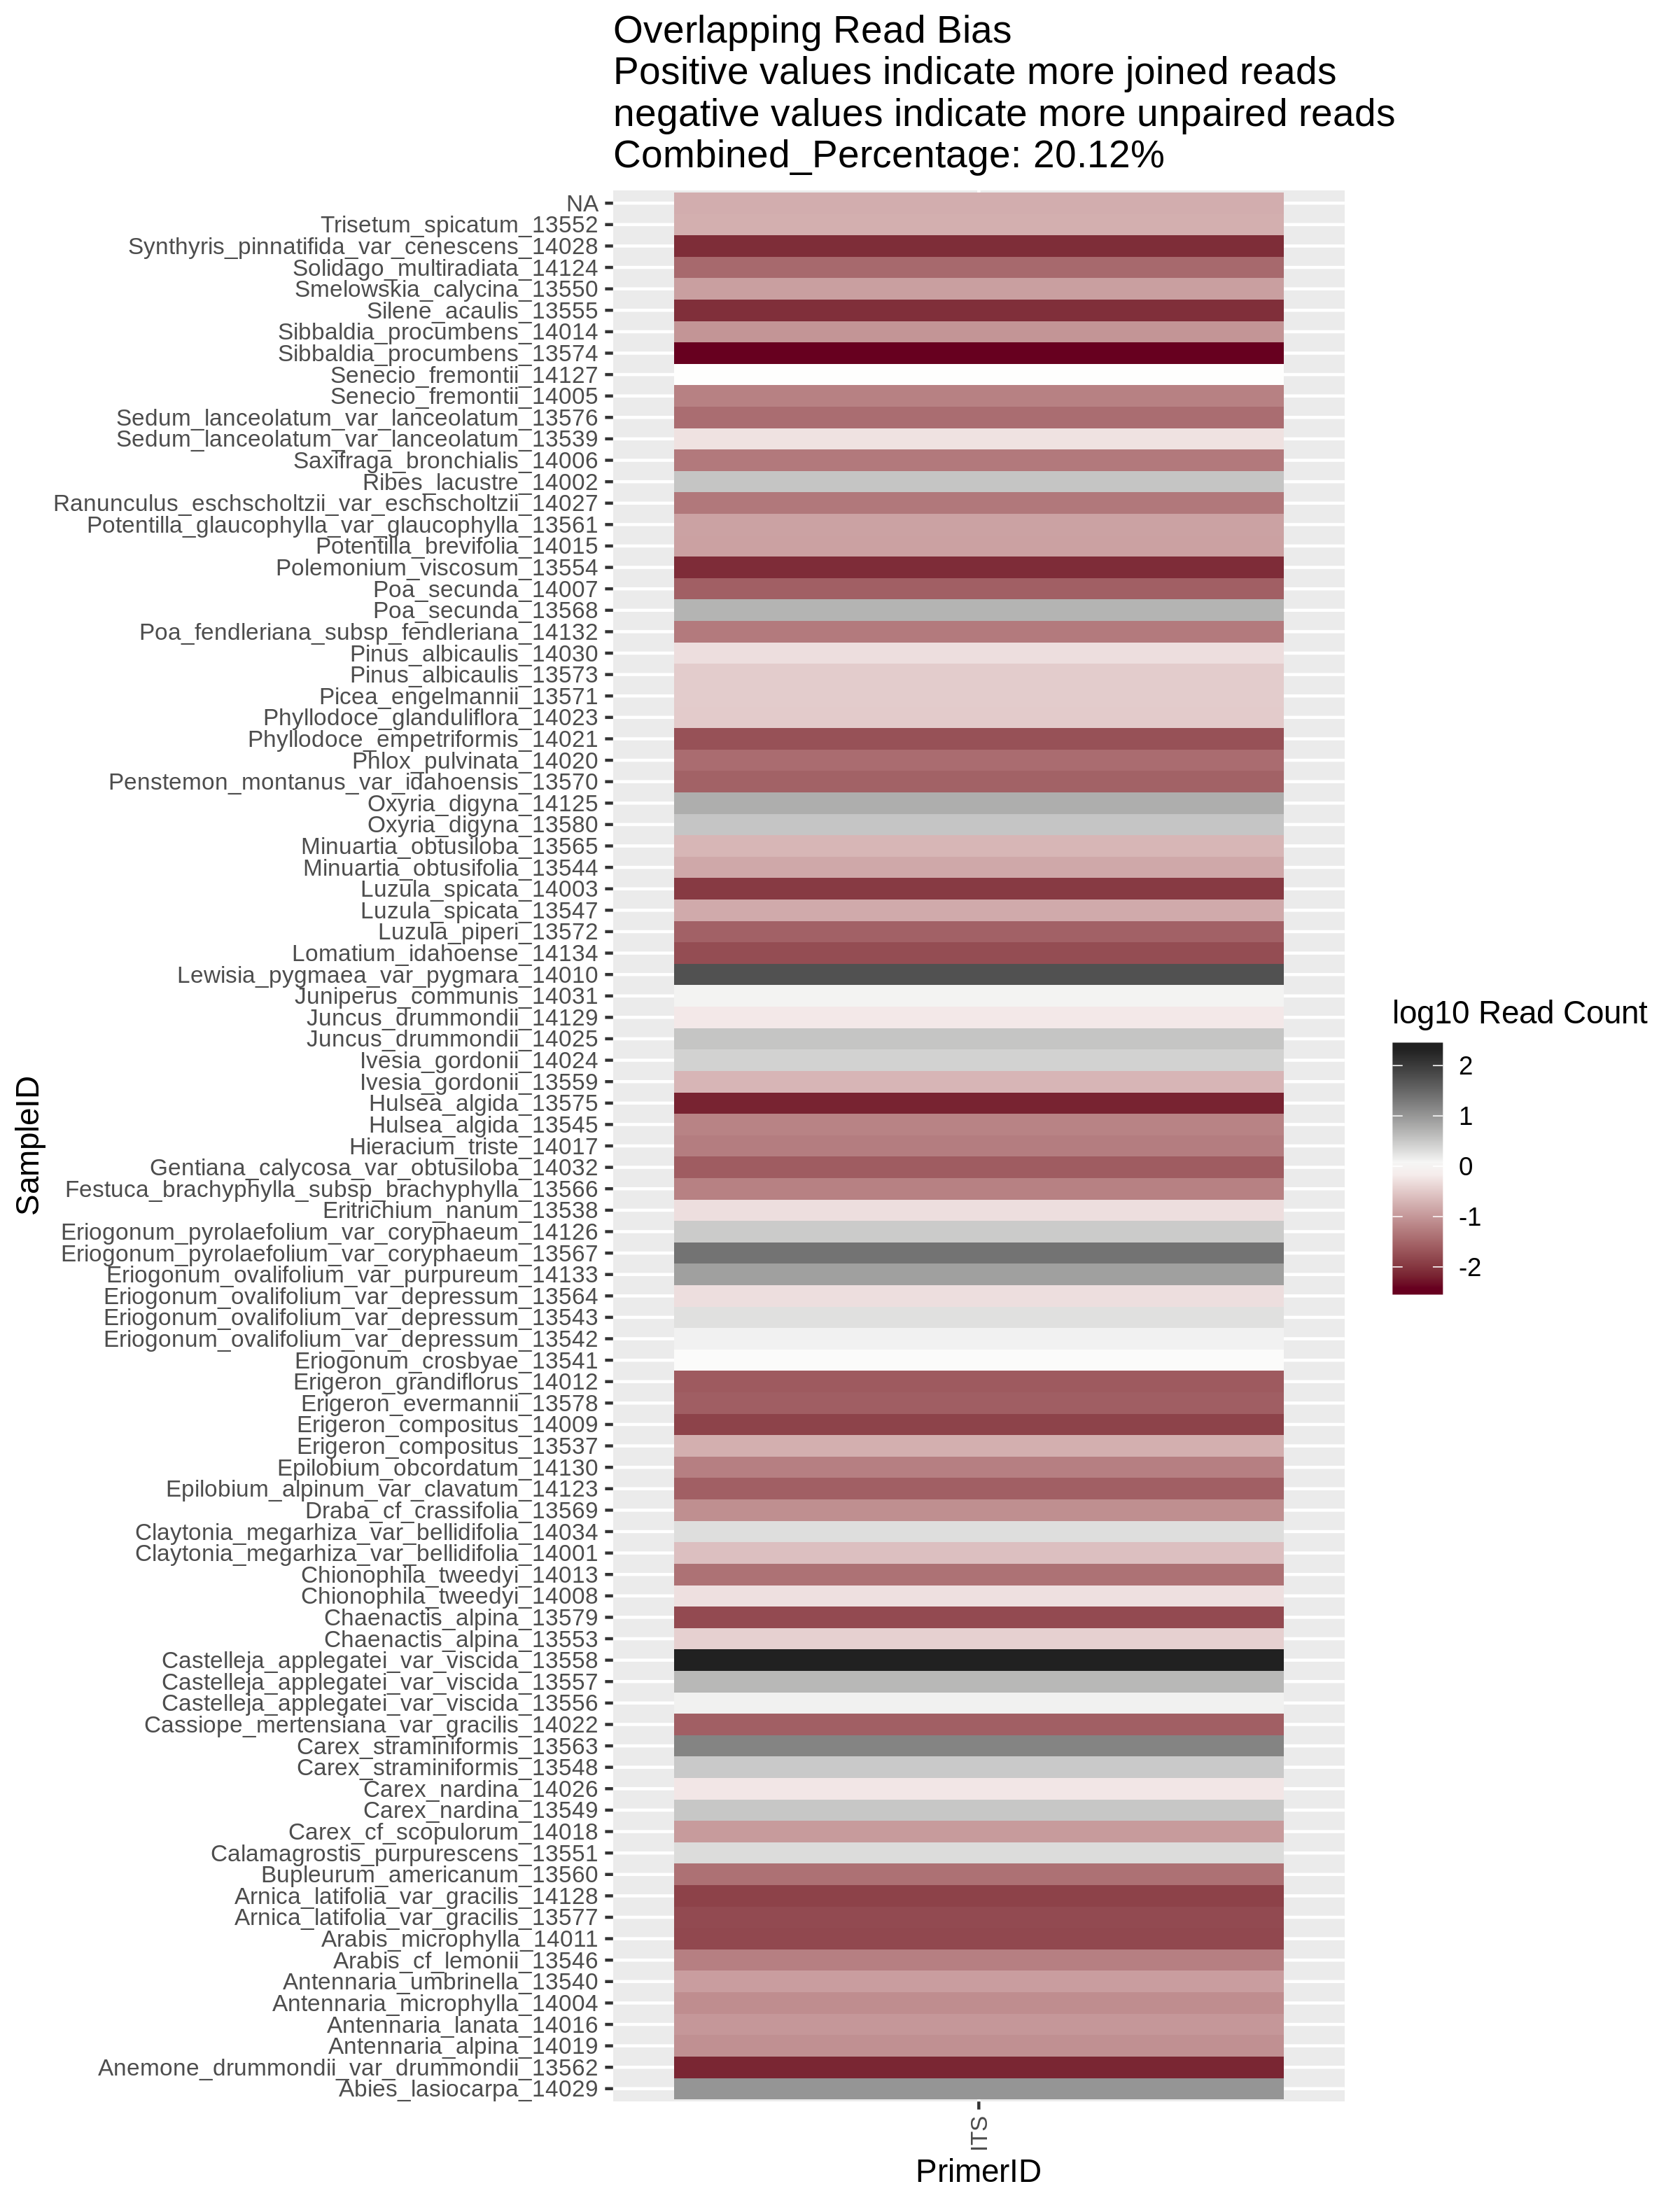 Overlapping Read Bias
Positive values indicate more joined reads
negative values indicate more unpaired reads
Combined_Percentage: 20.12%
NA
Trisetum_spicatum_13552
Synthyris_pinnatifida_var_cenescens_14028
Solidago_multiradiata_14124
Smelowskia_calycina_13550
Silene_acaulis_13555
Sibbaldia_procumbens_14014
Sibbaldia_procumbens_13574
Senecio_fremontii_14127
Senecio_fremontii_14005
Sedum_lanceolatum_var_lanceolatum_13576
Sedum_lanceolatum_var_lanceolatum_13539
Saxifraga_bronchialis_14006
Ribes_lacustre_14002
Ranunculus_eschscholtzii_var_eschscholtzii_14027
Potentilla_glaucophylla_var_glaucophylla_13561
Potentilla_brevifolia_14015
Polemonium_viscosum_13554
Poa_secunda_14007
Poa_secunda_13568
Poa_fendleriana_subsp_fendleriana_14132
Pinus_albicaulis_14030
Pinus_albicaulis_13573
Picea_engelmannii_13571
Phyllodoce_glanduliflora_14023
Phyllodoce_empetriformis_14021
Phlox_pulvinata_14020
Penstemon_montanus_var_idahoensis_13570
Oxyria_digyna_14125
Oxyria_digyna_13580
Minuartia_obtusiloba_13565
Minuartia_obtusifolia_13544
Luzula_spicata_14003
Luzula_spicata_13547
Luzula_piperi_13572
Lomatium_idahoense_14134
Lewisia_pygmaea_var_pygmara_14010
Juniperus_communis_14031
Juncus_drummondii_14129
Juncus_drummondii_14025
Ivesia_gordonii_14024
Ivesia_gordonii_13559
Hulsea_algida_13575
Hulsea_algida_13545
Hieracium_triste_14017
Gentiana_calycosa_var_obtusiloba_14032
Festuca_brachyphylla_subsp_brachyphylla_13566
Eritrichium_nanum_13538
Eriogonum_pyrolaefolium_var_coryphaeum_14126
Eriogonum_pyrolaefolium_var_coryphaeum_13567
Eriogonum_ovalifolium_var_purpureum_14133
Eriogonum_ovalifolium_var_depressum_13564
Eriogonum_ovalifolium_var_depressum_13543
Eriogonum_ovalifolium_var_depressum_13542
Eriogonum_crosbyae_13541
Erigeron_grandiflorus_14012
Erigeron_evermannii_13578
Erigeron_compositus_14009
Erigeron_compositus_13537
Epilobium_obcordatum_14130
Epilobium_alpinum_var_clavatum_14123
Draba_cf_crassifolia_13569
Claytonia_megarhiza_var_bellidifolia_14034
Claytonia_megarhiza_var_bellidifolia_14001
Chionophila_tweedyi_14013
Chionophila_tweedyi_14008
Chaenactis_alpina_13579
Chaenactis_alpina_13553
Castelleja_applegatei_var_viscida_13558
Castelleja_applegatei_var_viscida_13557
Castelleja_applegatei_var_viscida_13556
Cassiope_mertensiana_var_gracilis_14022
Carex_straminiformis_13563
Carex_straminiformis_13548
Carex_nardina_14026
Carex_nardina_13549
Carex_cf_scopulorum_14018
Calamagrostis_purpurescens_13551
Bupleurum_americanum_13560
Arnica_latifolia_var_gracilis_14128
Arnica_latifolia_var_gracilis_13577
Arabis_microphylla_14011
Arabis_cf_lemonii_13546
Antennaria_umbrinella_13540
Antennaria_microphylla_14004
Antennaria_lanata_14016
Antennaria_alpina_14019
Anemone_drummondii_var_drummondii_13562
Abies_lasiocarpa_14029
SampleID
ITS
PrimerID
log10 Read Count
2
1
0
-1
-2